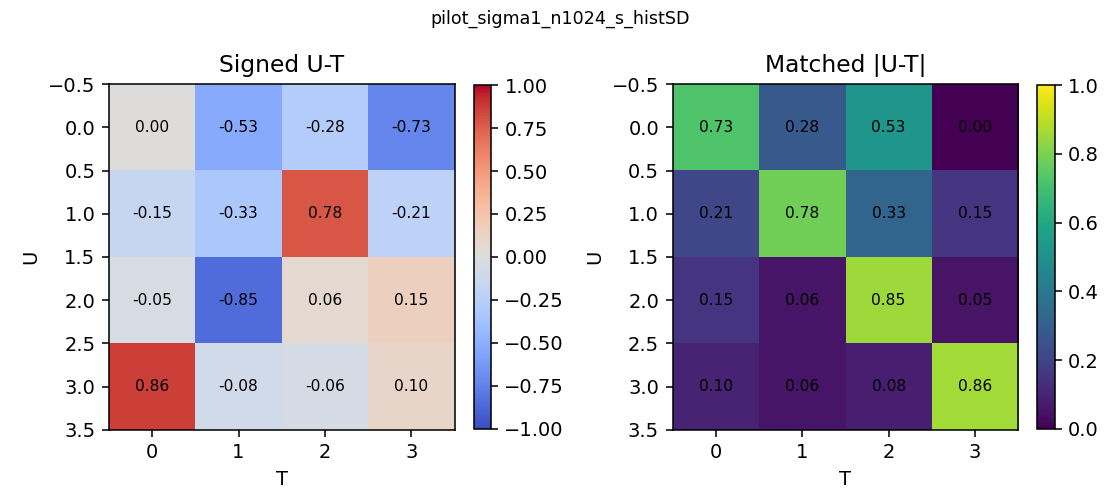 pilot_sigma1_n1024_s_histSD
Signed U-T
−0.5
0.0
0.5
1.0
1.5
2.0
2.5
3.0
3.5
U
0.00 -0.53 -0.28 -0.73
-0.15 -0.33 0.78 -0.21
-0.05 -0.85 0.06 0.15
0.86 -0.08 -0.06 0.10
0 1 2 3
T
1.00
0.75
0.50
0.25
0.00
−0.25
−0.50
−0.75
−1.00
Matched |U-T|
−0.5
0.0
0.5
1.0
1.5
2.0
2.5
3.0
3.5
U
0.73 0.28 0.53 0.00
0.21 0.78 0.33 0.15
0.15 0.06 0.85 0.05
0.10 0.06 0.08 0.86
0 1 2 3
T
1.0
0.8
0.6
0.4
0.2
0.0